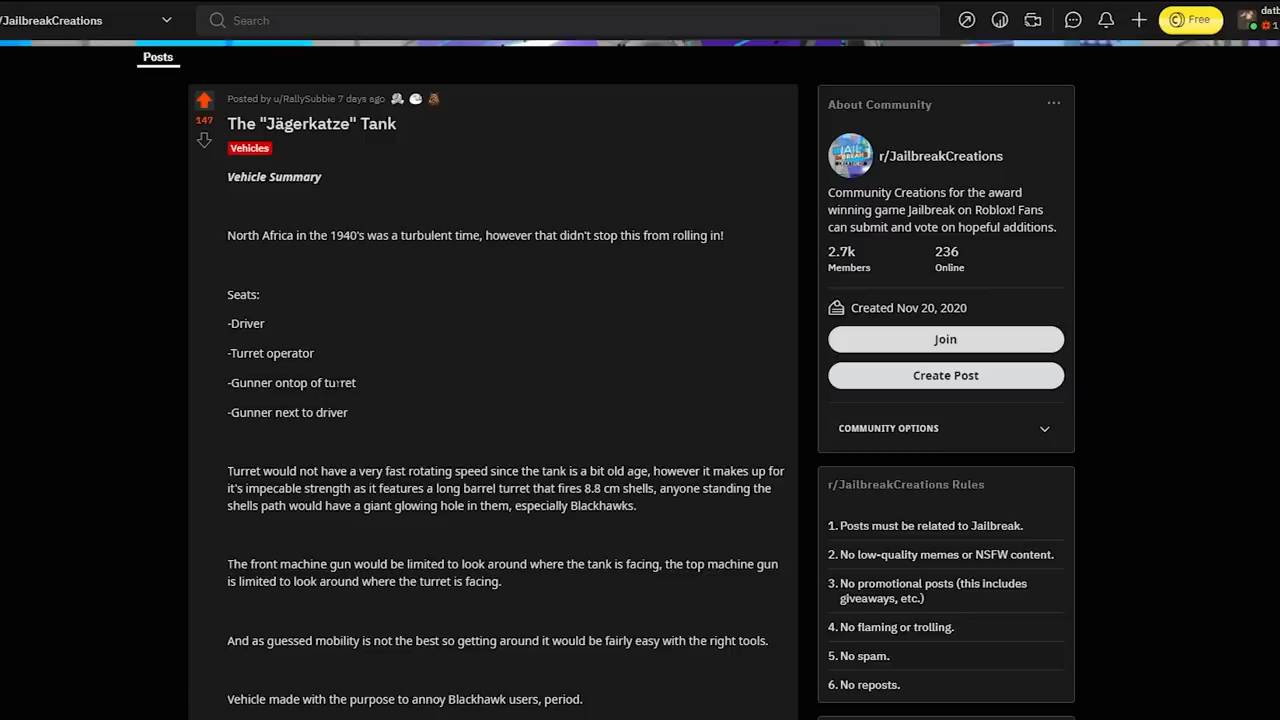 /JailbreakCreations
Search
Free
datb
1
Posts
147
Posted by u/RallySubbie 7 days ago
The "Jägerkatze" Tank
Vehicles
Vehicle Summary
North Africa in the 1940's was a turbulent time, however that didn't stop this from rolling in!
Seats:
-Driver
-Turret operator
-Gunner ontop of turret
-Gunner next to driver
Turret would not have a very fast rotating speed since the tank is a bit old age, however it makes up for
it's impecable strength as it features a long barrel turret that fires 8.8 cm shells, anyone standing the
shells path would have a giant glowing hole in them, especially Blackhawks.
The front machine gun would be limited to look around where the tank is facing, the top machine gun
is limited to look around where the turret is facing.
And as guessed mobility is not the best so getting around it would be fairly easy with the right tools.
Vehicle made with the purpose to annoy Blackhawk users, period.
About Community
r/JailbreakCreations
Community Creations for the award
winning game Jailbreak on Roblox! Fans
can submit and vote on hopeful additions.
2.7k
236
Members
Online
Created Nov 20, 2020
Join
Create Post
COMMUNITY OPTIONS
r/JailbreakCreations Rules
1. Posts must be related to Jailbreak.
2. No low-quality memes or NSFW content.
3. No promotional posts (this includes
giveaways, etc.)
4. No flaming or trolling.
5. No spam.
6. No reposts.